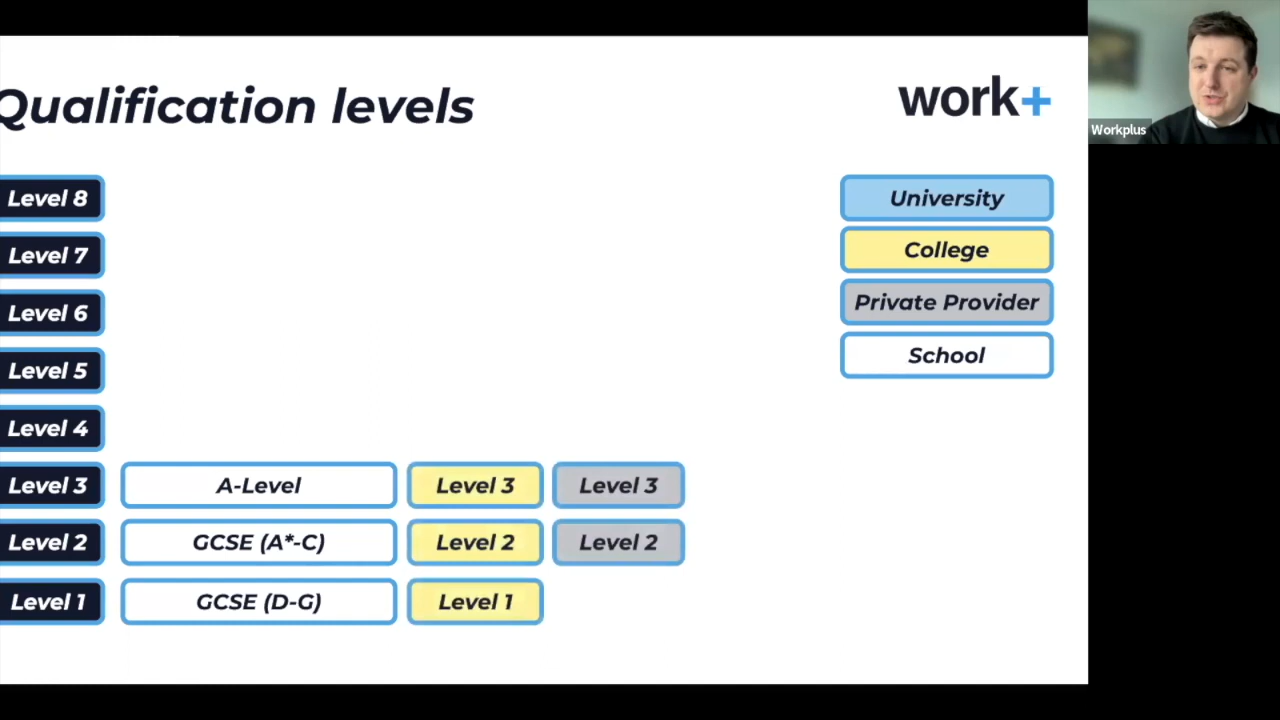 Qualification levels
work+
Workplus
Level 8
University
Level 7
College
Level 6
Private Provider
Level 5
School
Level 4
Level 3 A-Level Level 3 Level 3
Level 2 GCSE (A*-C) Level 2 Level 2
Level 1 GCSE (D-G) Level 1